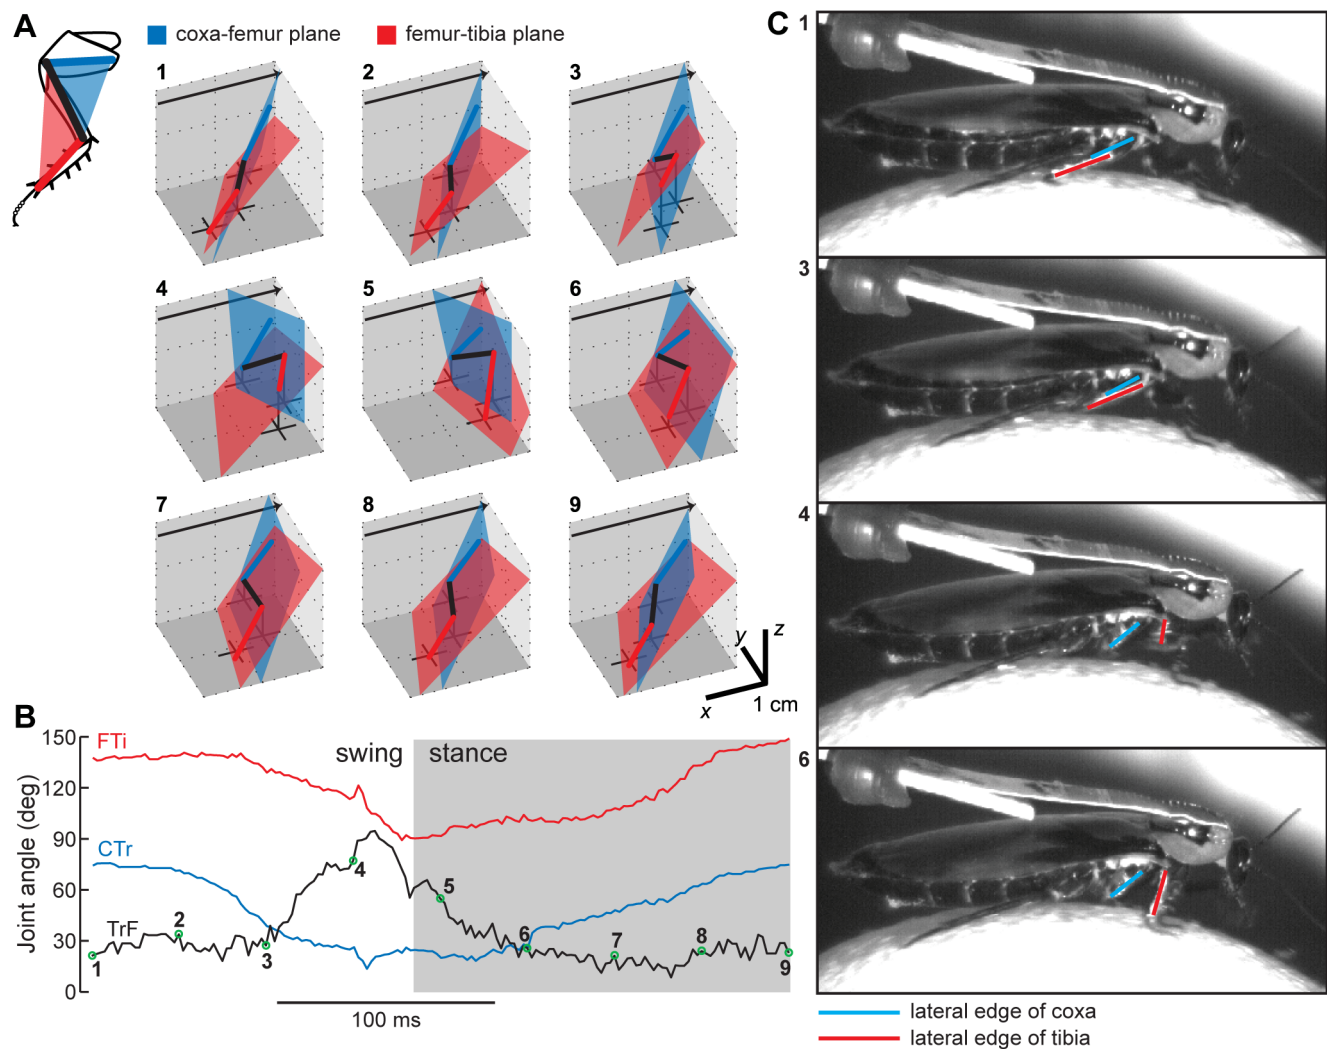 A
coxa-femur plane
femur-tibia plane
1
2
3
4
5
6
7
8
9
y
z
x
1 cm
B
150
120
90
60
30
0
Joint angle (deg)
FTi
CTr
TrF
swing
stance
1
2
3
4
5
6
7
8
9
100 ms
C
1
3
4
6
lateral edge of coxa
lateral edge of tibia